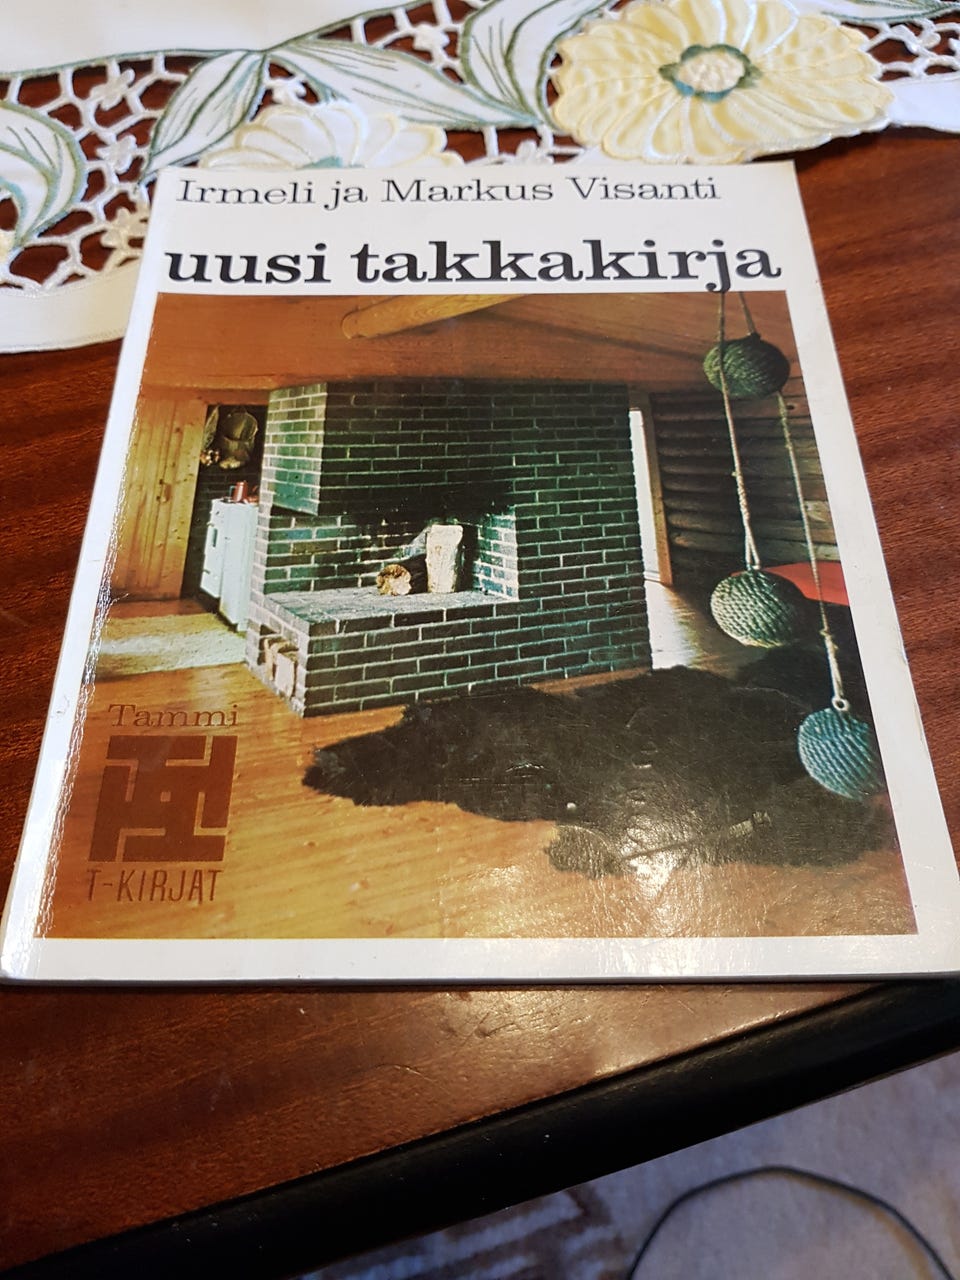 Irmeli ja Markus Visanti
uusi takkakirja
Tammi
T-KIRJAT